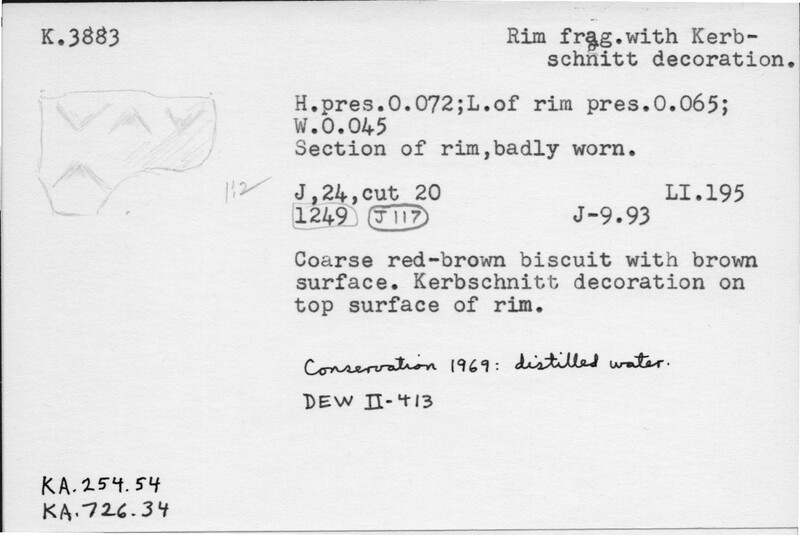 K.3883
Rim frag.with Kerb-
schnitt decoration.
H.pres.0.072;L.of rim pres.0.065;
W.0.045
Section of rim,badly worn.
1:2
J,24,cut 20 LI.195
1249 J 117 J-9.93
Coarse red-brown biscuit with brown
surface. Kerbschnitt decoration on
top surface of rim.
Conservation 1969: distilled water.
DEW II-413
KA.254.54
KA.726.34